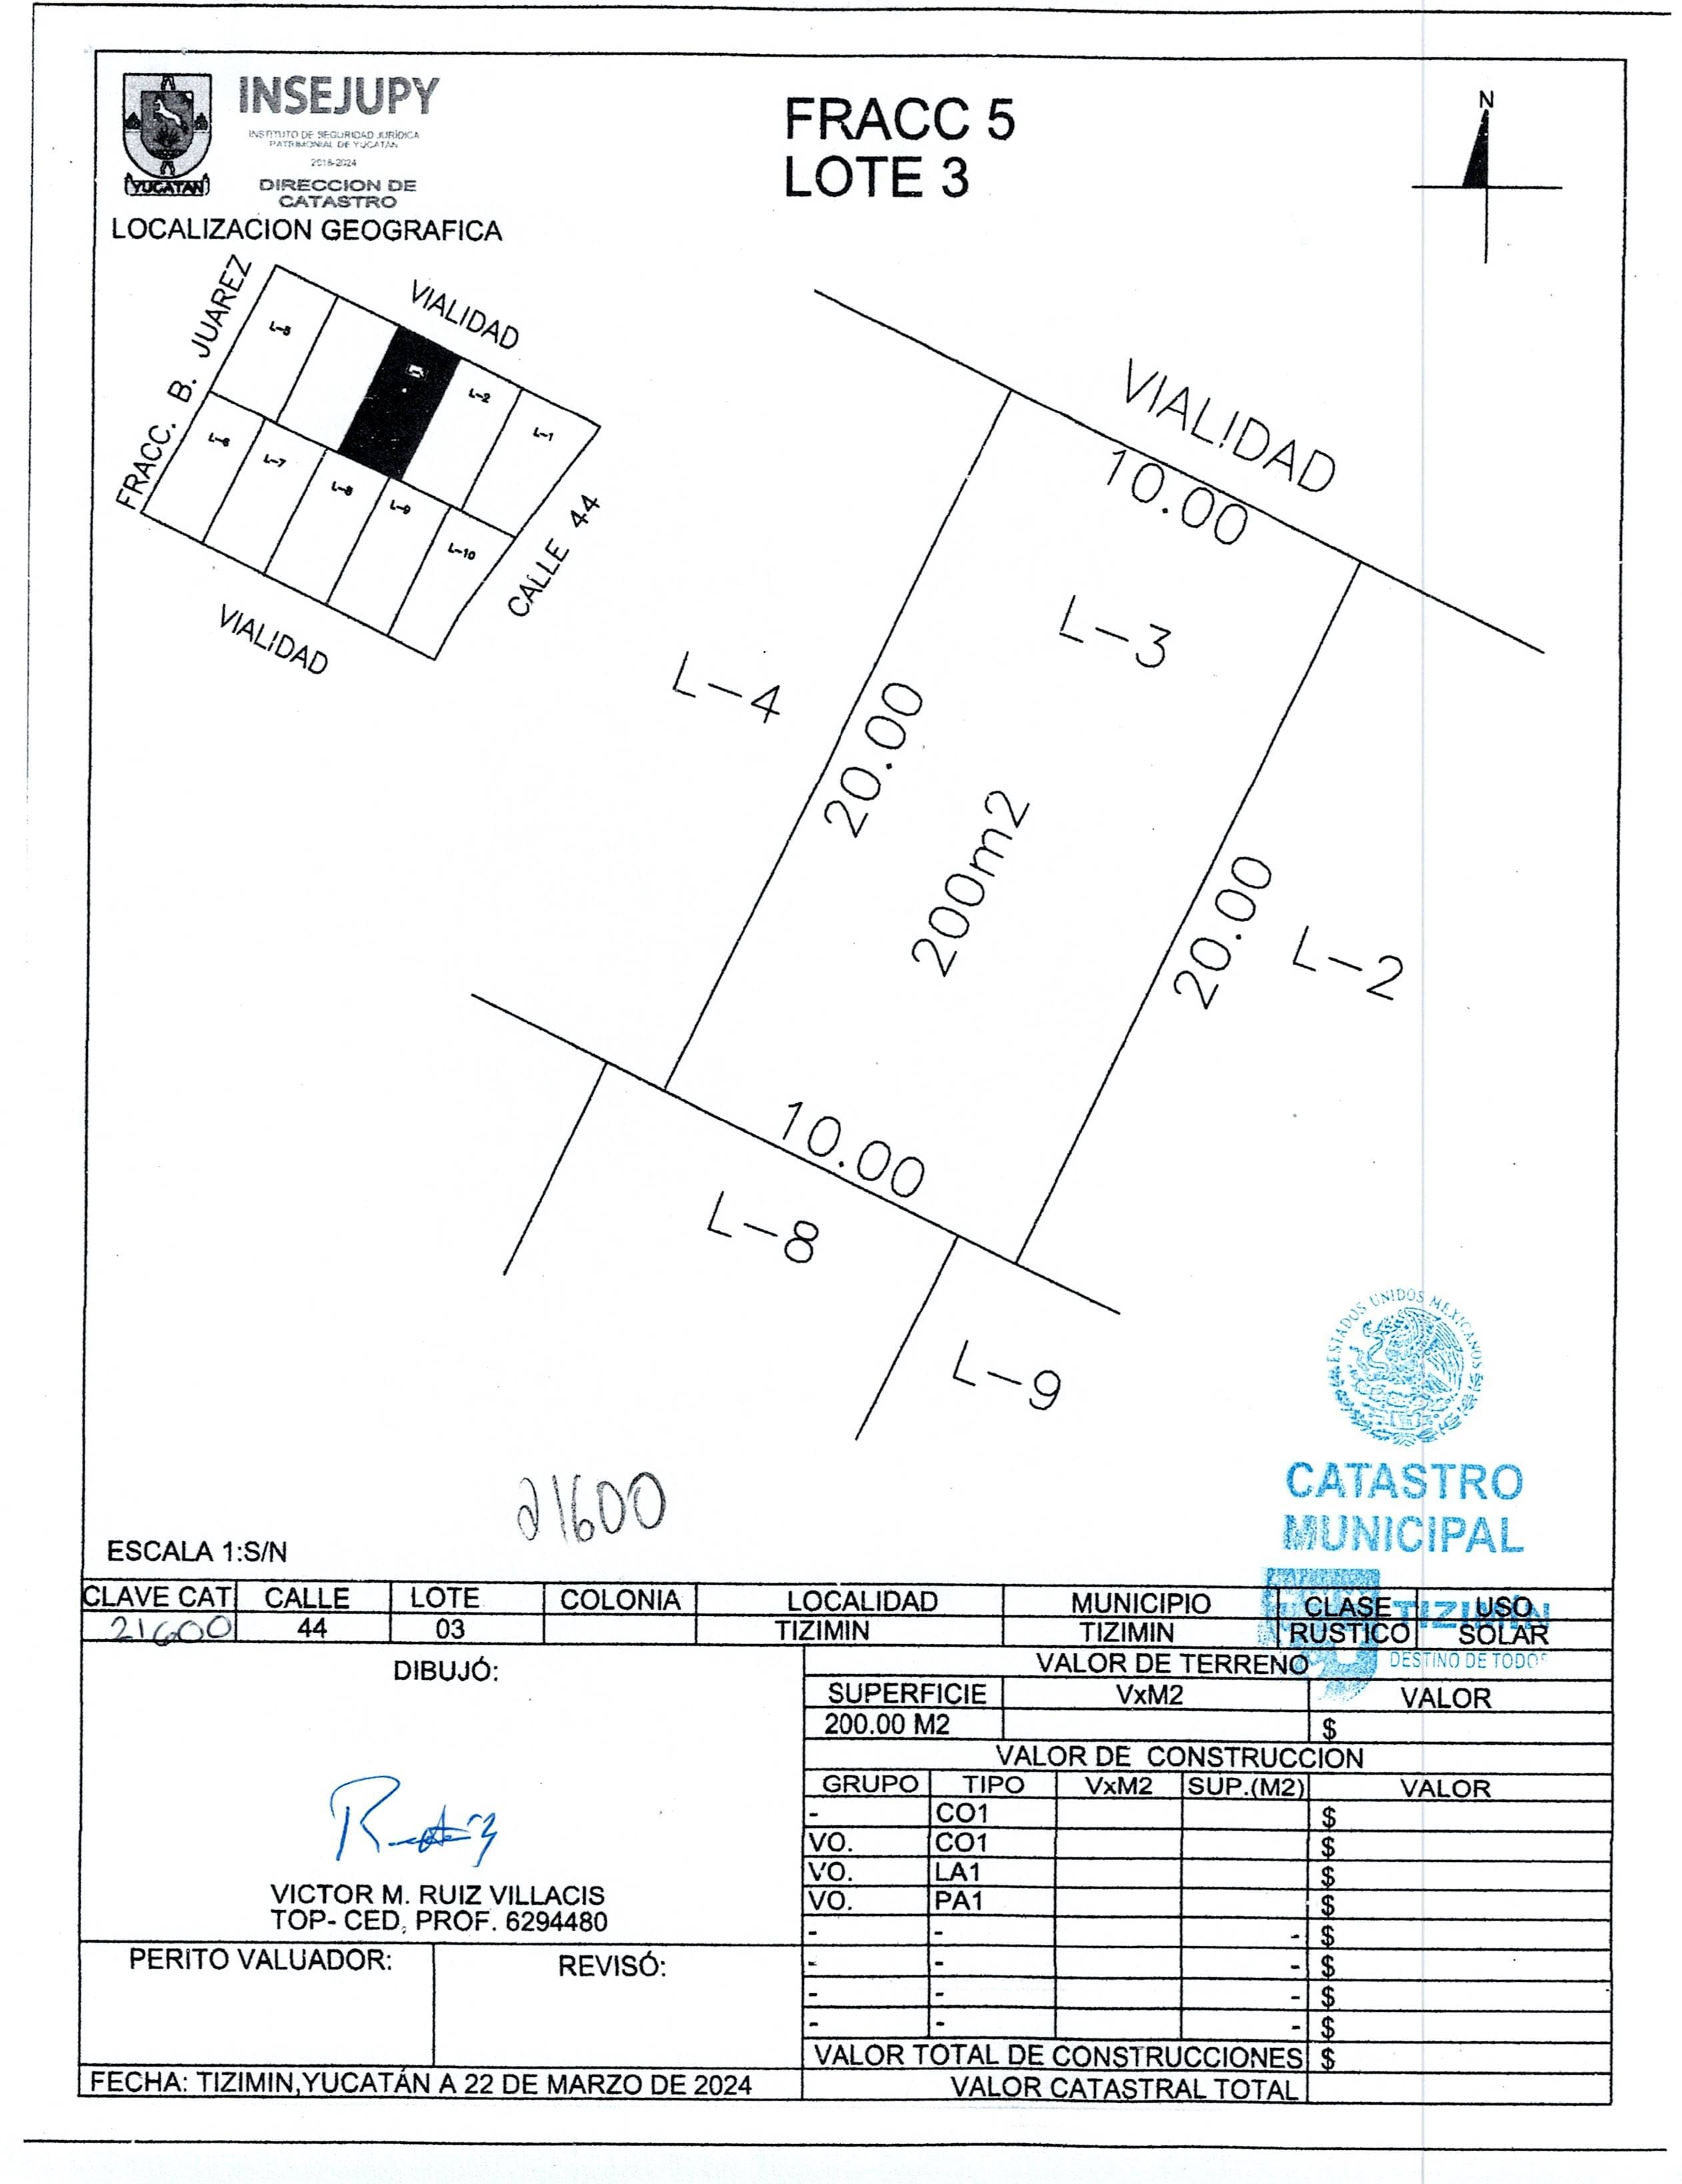 INSEJUPY
INSTITUTO DE SEGURIDAD JURÍDICA
PATRIMONIAL DE YUCATÁN
2018-2024
DIRECCION DE
CATASTRO
YUCATAN
LOCALIZACION GEOGRAFICA
FRACC 5
LOTE 3
N
FRACC. B. JUAREZ
VIALIDAD
L-5
L-2
L-1
L-6
L-7
L-8
L-9
L-10
CALLE 44
VIALIDAD
VIALIDAD
10.00
L-3
L-4
20.00
200m2
20.00
L-2
10.00
L-8
L-9
21600
ESTADOS UNIDOS MEXICANOS
CATASTRO
MUNICIPAL
TIZIMIN
DESTINO DE TODOS
ESCALA 1:S/N
CLAVE CAT CALLE LOTE COLONIA LOCALIDAD MUNICIPIO CLASE USO
21600 44 03 TIZIMIN TIZIMIN RUSTICO SOLAR
DIBUJÓ:
VICTOR M. RUIZ VILLACIS
TOP- CED. PROF. 6294480
PERITO VALUADOR: REVISÓ:
FECHA: TIZIMIN,YUCATÁN A 22 DE MARZO DE 2024
VALOR DE TERRENO
SUPERFICIE VxM2 VALOR
200.00 M2 $
VALOR DE CONSTRUCCION
GRUPO TIPO VxM2 SUP.(M2) VALOR
- CO1 $
VO. CO1 $
VO. LA1 $
VO. PA1 $
- - - $
- - - $
- - - $
- - - $
VALOR TOTAL DE CONSTRUCCIONES $
VALOR CATASTRAL TOTAL